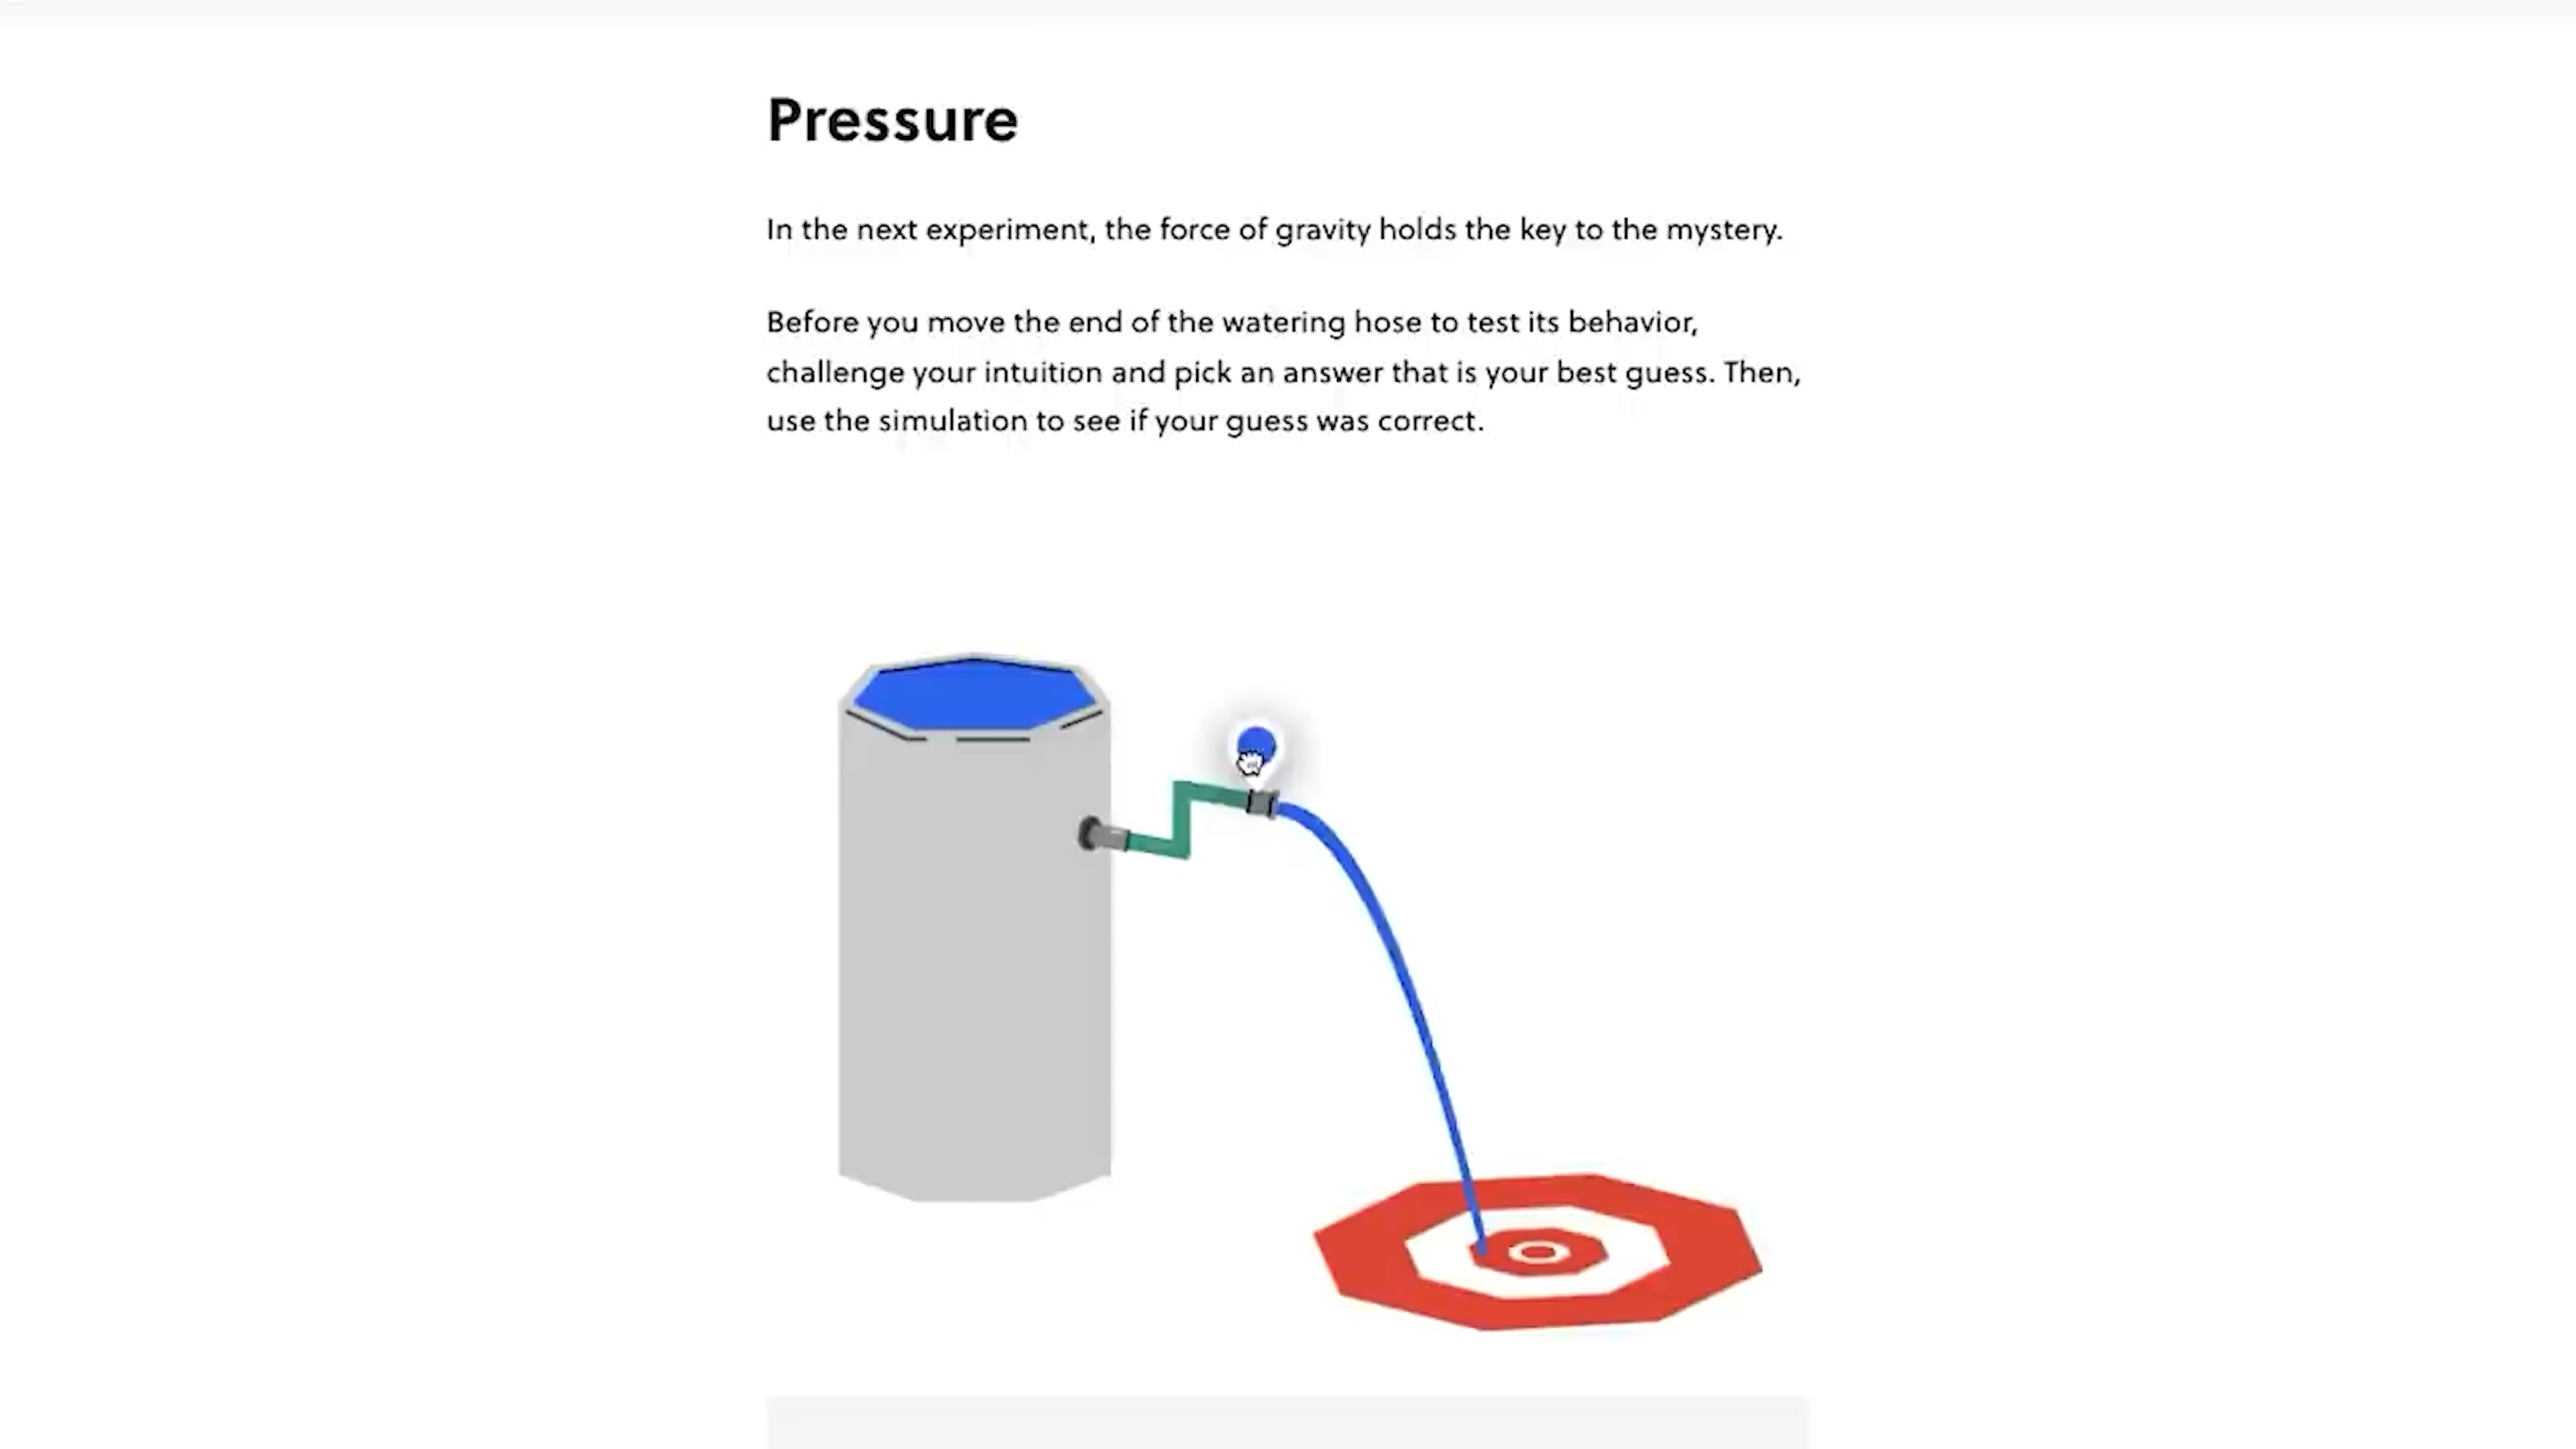 Pressure
In the next experiment, the force of gravity holds the key to the mystery.
Before you move the end of the watering hose to test its behavior,
challenge your intuition and pick an answer that is your best guess. Then,
use the simulation to see if your guess was correct.